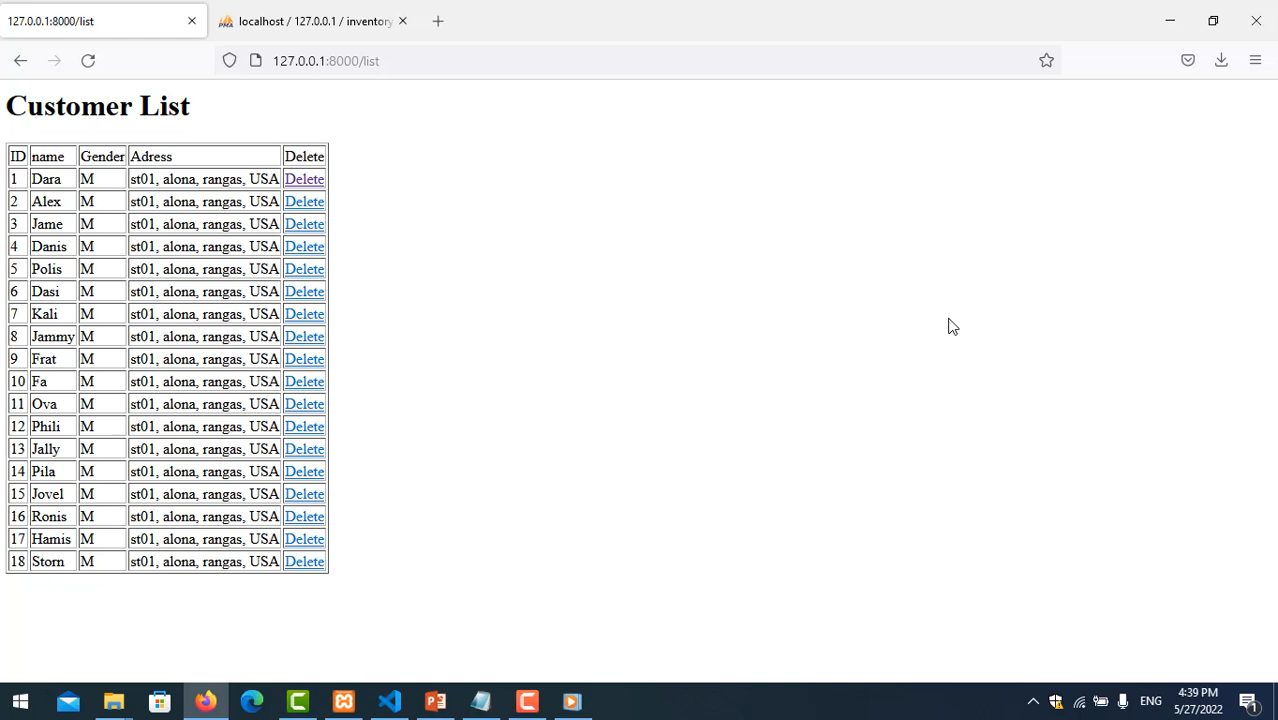 127.0.0.1:8000/list
localhost / 127.0.0.1 / inventory
127.0.0.1:8000/list
Customer List
ID name Gender Adress Delete
1 Dara M st01, alona, rangas, USA Delete
2 Alex M st01, alona, rangas, USA Delete
3 Jame M st01, alona, rangas, USA Delete
4 Danis M st01, alona, rangas, USA Delete
5 Polis M st01, alona, rangas, USA Delete
6 Dasi M st01, alona, rangas, USA Delete
7 Kali M st01, alona, rangas, USA Delete
8 Jammy M st01, alona, rangas, USA Delete
9 Frat M st01, alona, rangas, USA Delete
10 Fa M st01, alona, rangas, USA Delete
11 Ova M st01, alona, rangas, USA Delete
12 Phili M st01, alona, rangas, USA Delete
13 Jally M st01, alona, rangas, USA Delete
14 Pila M st01, alona, rangas, USA Delete
15 Jovel M st01, alona, rangas, USA Delete
16 Ronis M st01, alona, rangas, USA Delete
17 Hamis M st01, alona, rangas, USA Delete
18 Storn M st01, alona, rangas, USA Delete
ENG
4:39 PM
5/27/2022